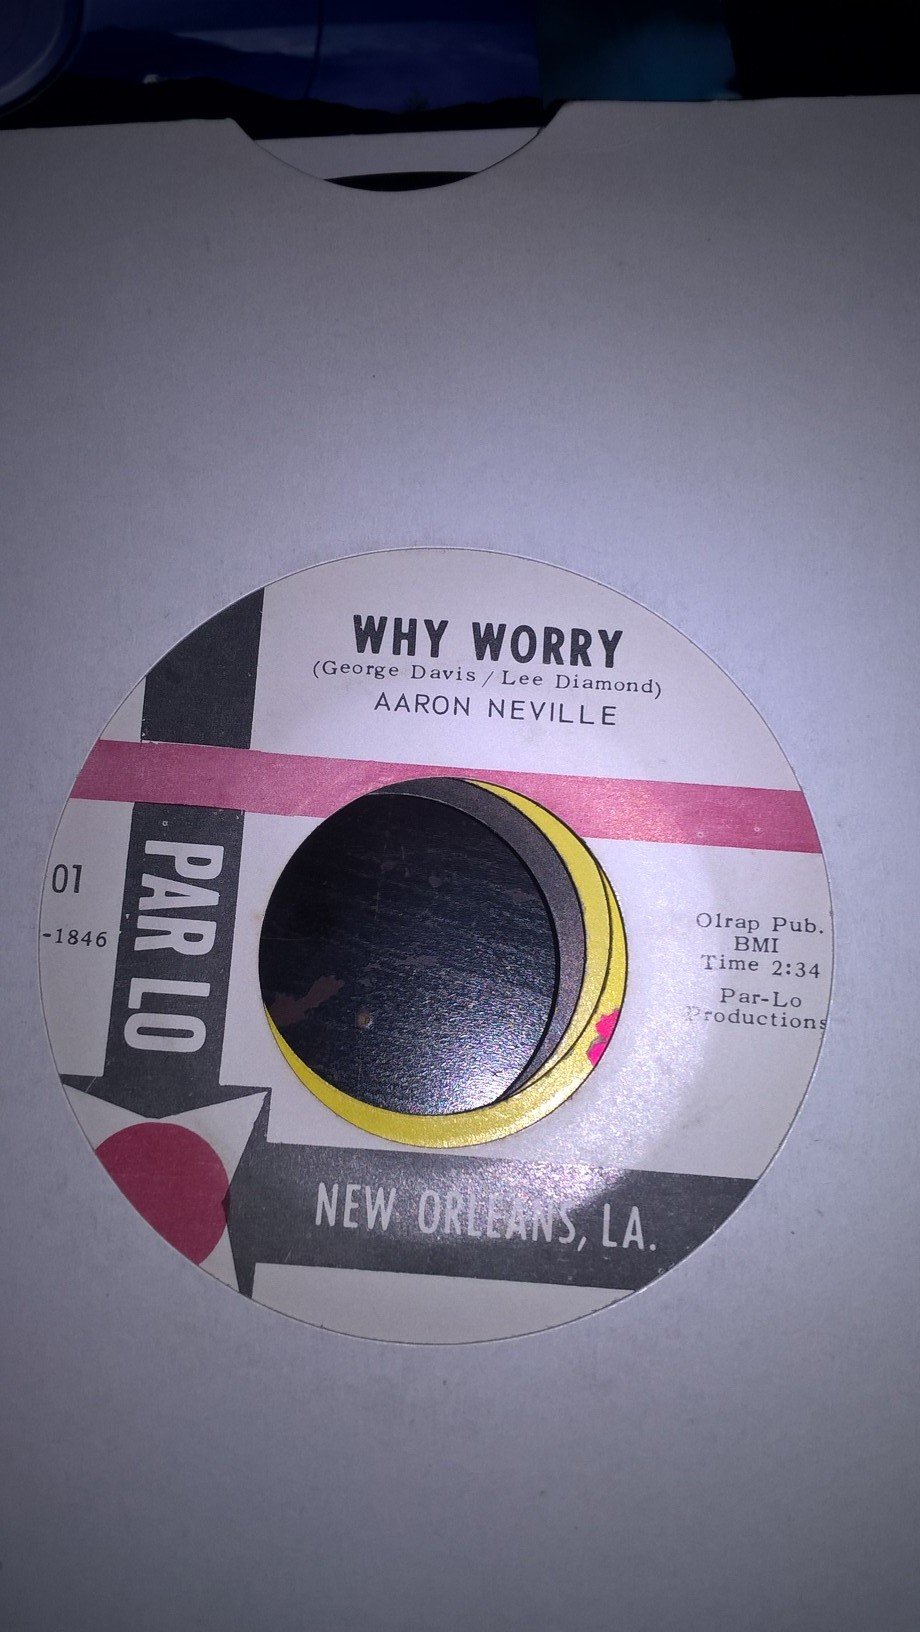 WHY WORRY
(George Davis / Lee Diamond)
AARON NEVILLE
PAR LO
01
-1846
Olrap Pub.
BMI
Time 2:34
Par-Lo
Productions
NEW ORLEANS, LA.